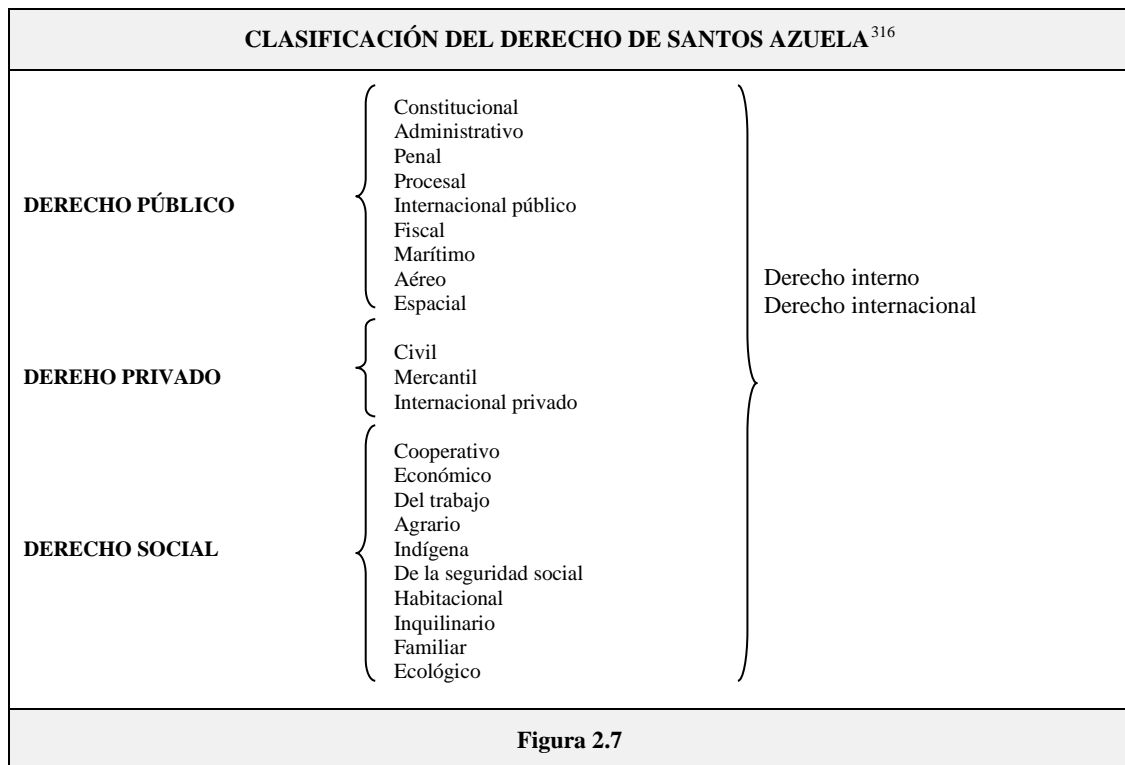 CLASIFICACIÓN DEL DERECHO DE SANTOS AZUELA316
DERECHO PÚBLICO
Constitucional
Administrativo
Penal
Procesal
Internacional público
Fiscal
Marítimo
Aéreo
Espacial
DEREHO PRIVADO
Civil
Mercantil
Internacional privado
DERECHO SOCIAL
Cooperativo
Económico
Del trabajo
Agrario
Indígena
De la seguridad social
Habitacional
Inquilinario
Familiar
Ecológico
Derecho interno
Derecho internacional
Figura 2.7